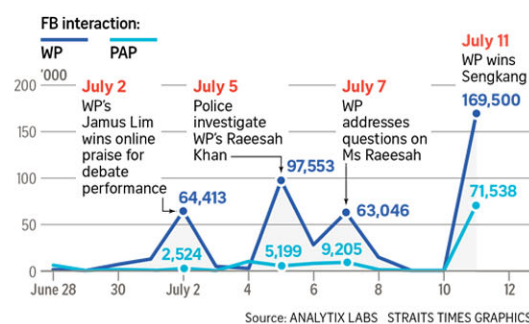 FB interaction:
WP PAP
'000
200
150
100
50
0
July 2
WP's
Jamus Lim
wins online
praise for
debate
performance
64,413
2,524
July 5
Police
investigate
WP's Raeesah
Khan
97,553
5,199
July 7
WP
addresses
questions on
Ms Raeesah
63,046
9,205
July 11
WP wins
Sengkang
169,500
71,538
June 28 30 July 2 4 6 8 10 12
Source: ANALYTIX LABS STRAITS TIMES GRAPHICS